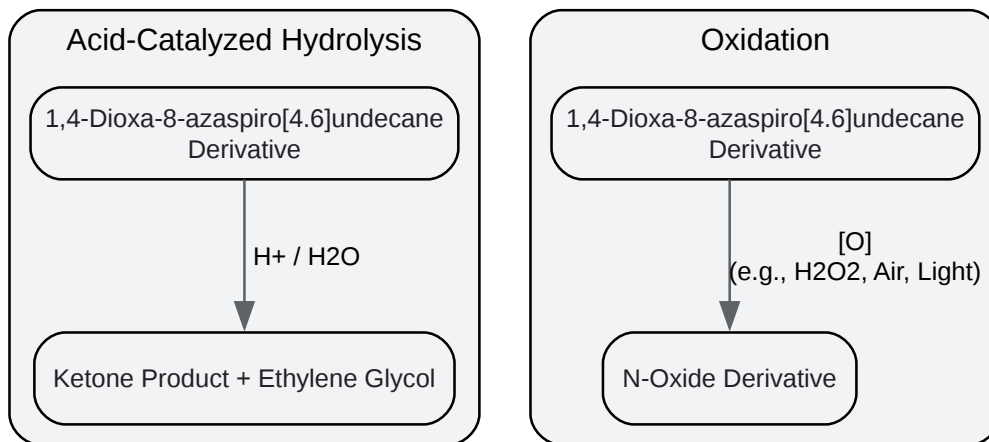 Acid-Catalyzed Hydrolysis
1,4-Dioxa-8-azaspiro[4.6]undecane
Derivative
H+ / H2O
Ketone Product + Ethylene Glycol
Oxidation
1,4-Dioxa-8-azaspiro[4.6]undecane
Derivative
[O]
(e.g., H2O2, Air, Light)
N-Oxide Derivative